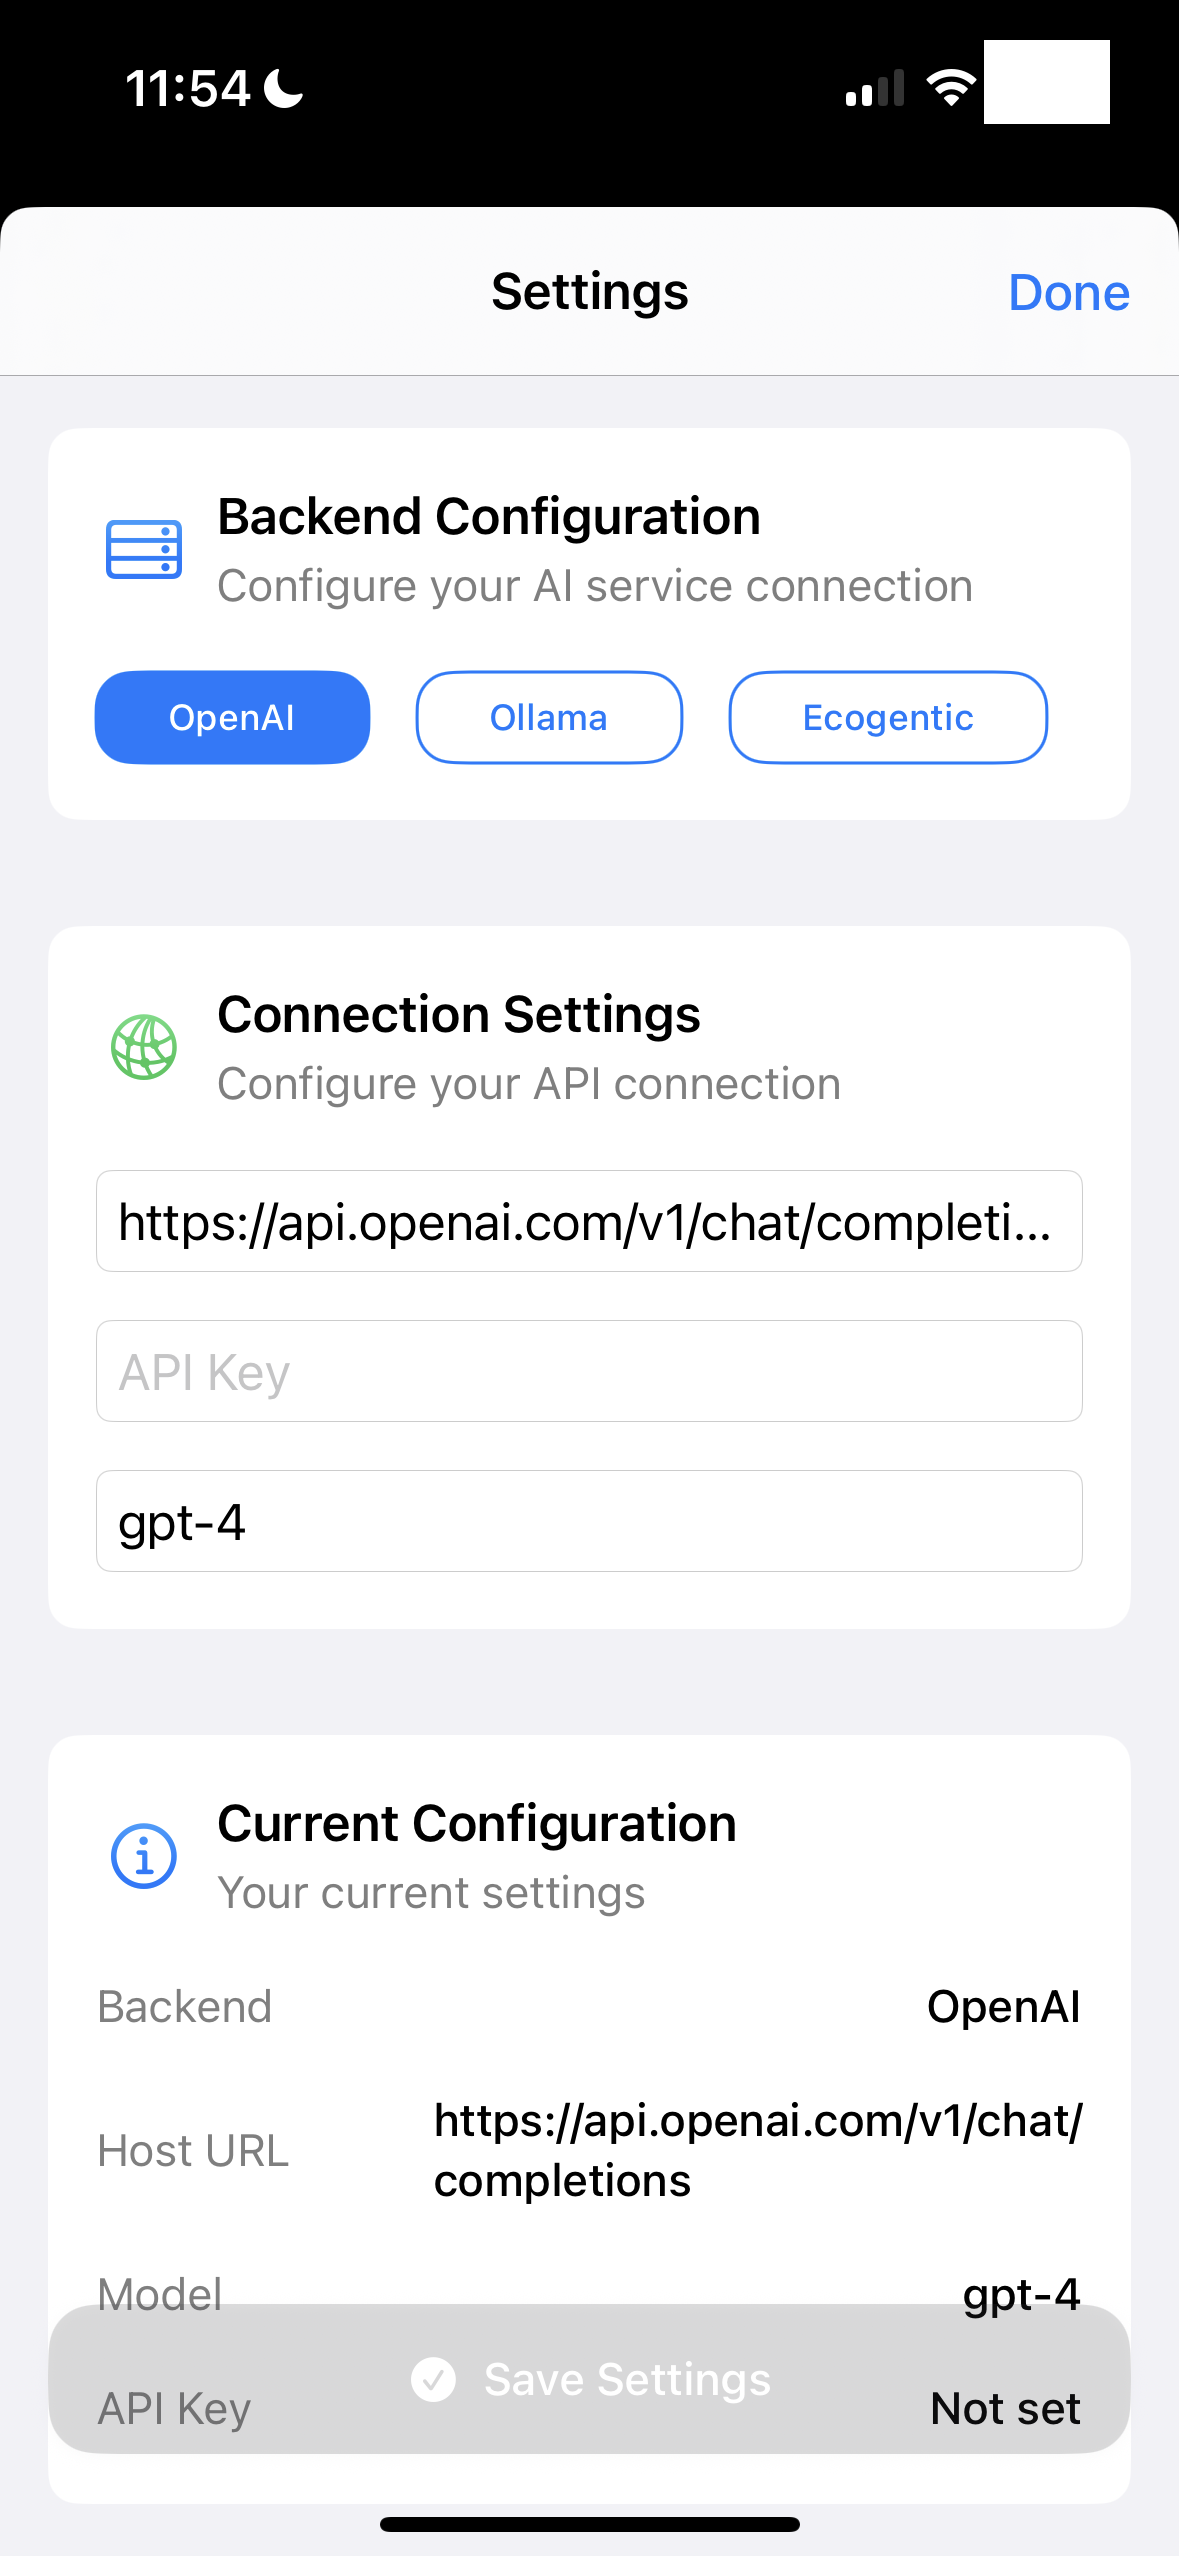 11:54
Settings
Done
Backend Configuration
Configure your AI service connection
OpenAI
Ollama
Ecogentic
Connection Settings
Configure your API connection
https://api.openai.com/v1/chat/completi...
API Key
gpt-4
Current Configuration
Your current settings
Backend
OpenAI
Host URL
https://api.openai.com/v1/chat/
completions
Model
gpt-4
Save Settings
API Key
Not set